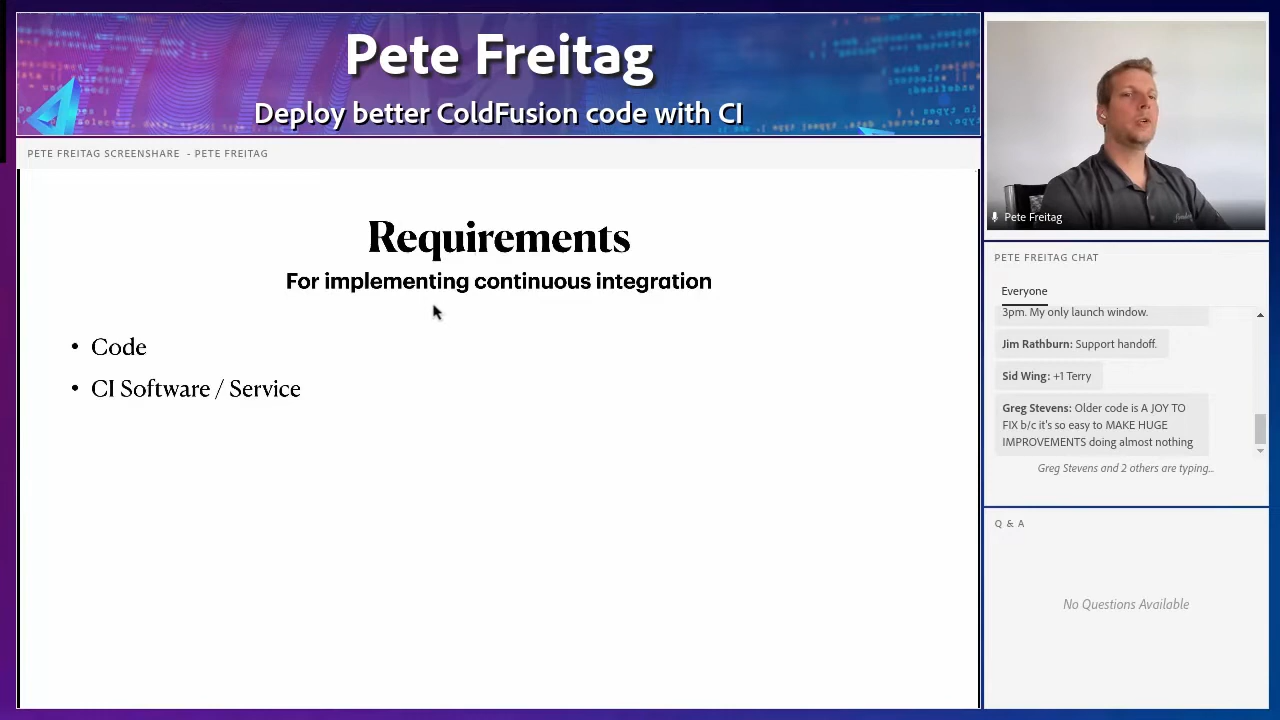 Pete Freitag
Deploy better ColdFusion code with CI
PETE FREITAG SCREENSHARE - PETE FREITAG
Requirements
For implementing continuous integration
• Code
• CI Software / Service
Pete Freitag
PETE FREITAG CHAT
Everyone
3pm. My only launch window.
Jim Rathburn: Support handoff.
Sid Wing: +1 Terry
Greg Stevens: Older code is A JOY TO
FIX b/c it's so easy to MAKE HUGE
IMPROVEMENTS doing almost nothing
Greg Stevens and 2 others are typing...
Q & A
No Questions Available